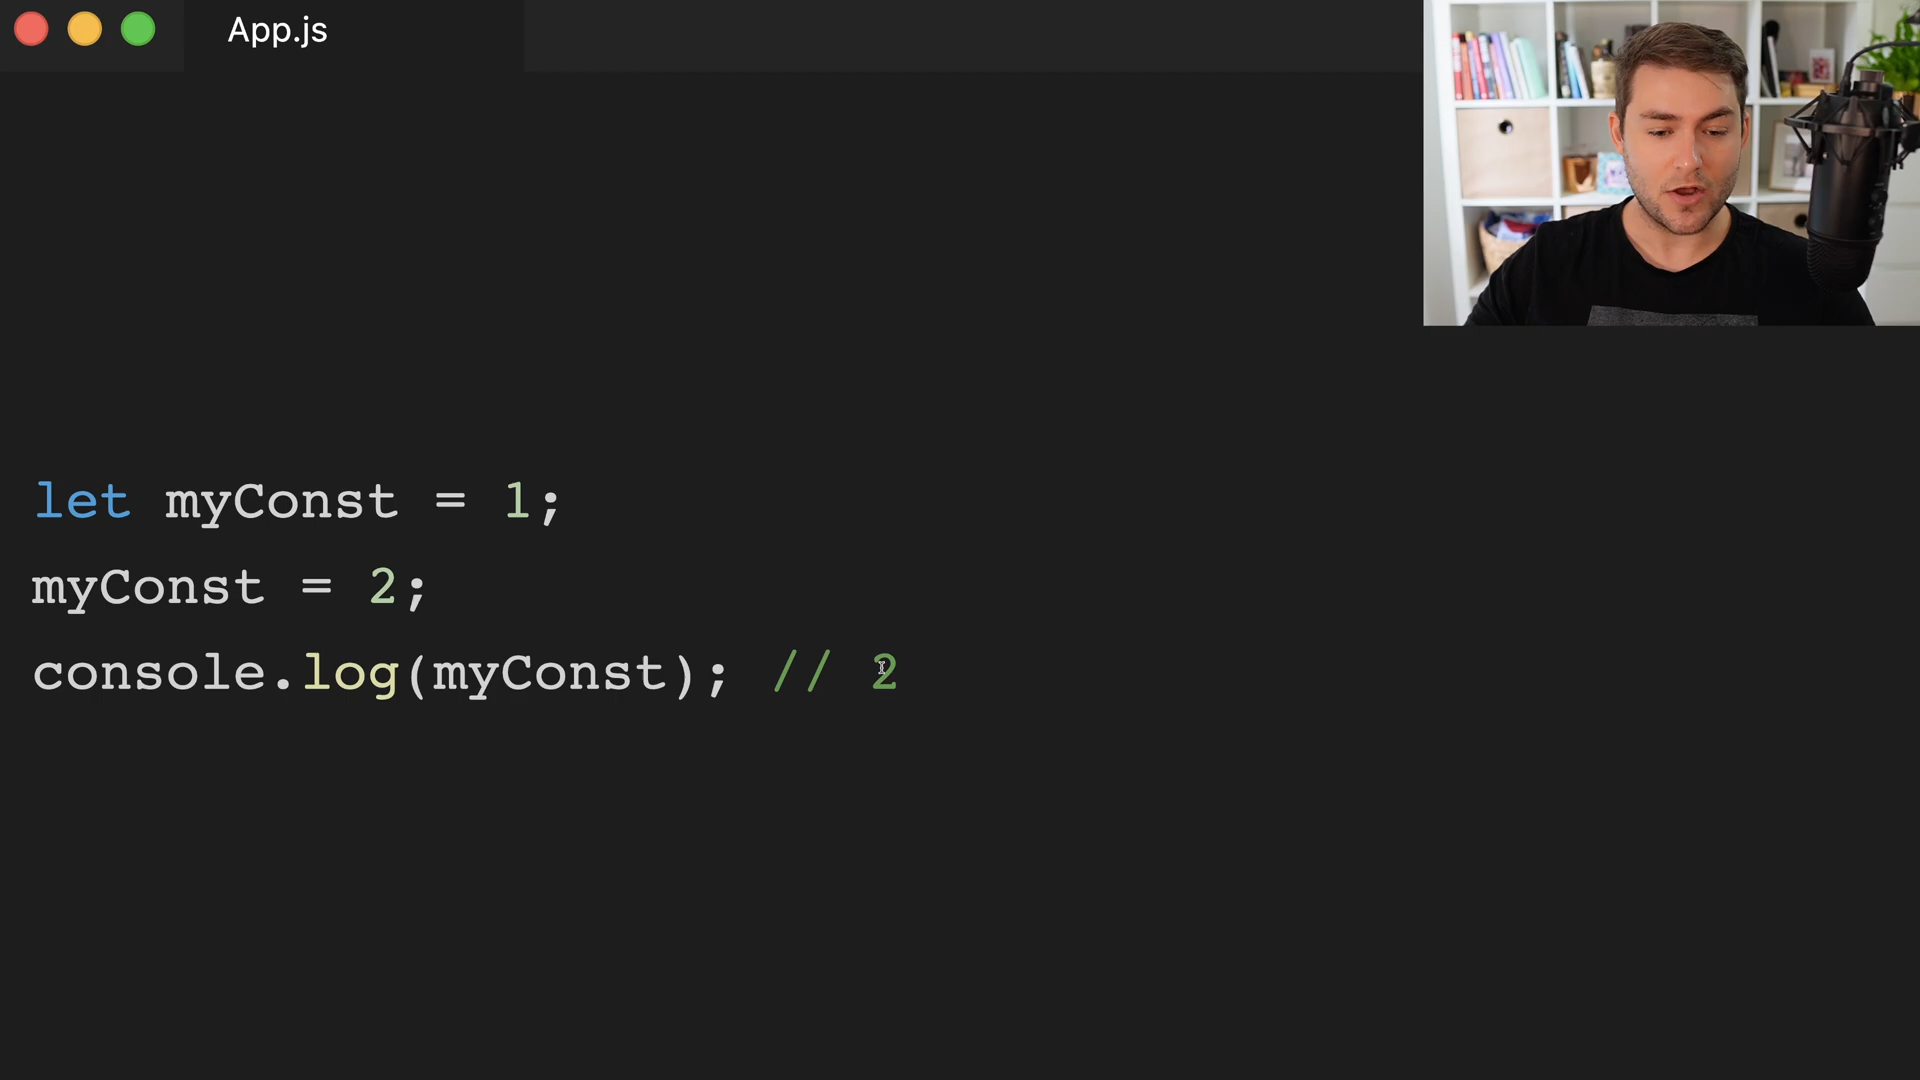 App.js
let myConst = 1;
myConst = 2;
console.log(myConst); // 2